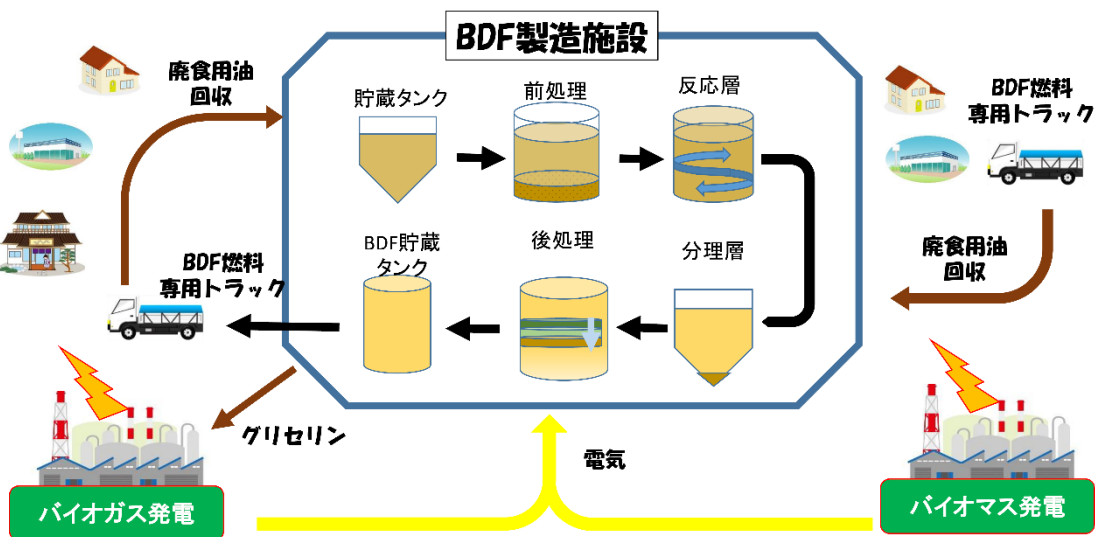 BDF製造施設
廃食用油
回収
貯蔵タンク
前処理
反応層
BDF燃料
専用トラック
BDF貯蔵
タンク
後処理
分理層
BDF燃料
専用トラック
廃食用油
回収
グリセリン
電気
バイオガス発電
バイオマス発電